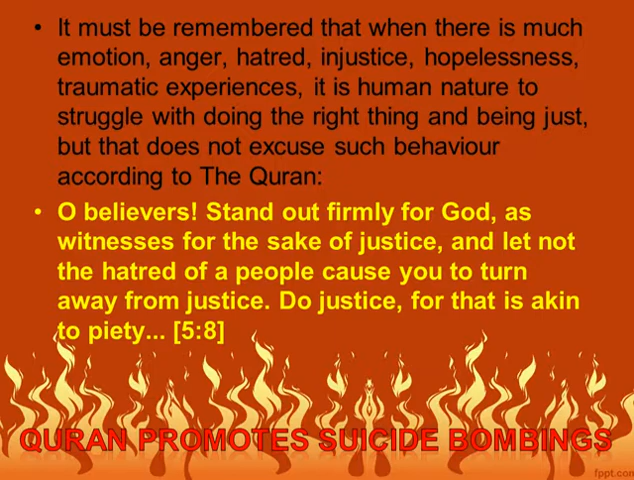 • It must be remembered that when there is much
emotion, anger, hatred, injustice, hopelessness,
traumatic experiences, it is human nature to
struggle with doing the right thing and being just,
but that does not excuse such behaviour
according to The Quran:
• O believers! Stand out firmly for God, as
witnesses for the sake of justice, and let not
the hatred of a people cause you to turn
away from justice. Do justice, for that is akin
to piety... [5:8]
QURAN PROMOTES SUICIDE BOMBINGS
fppt.com